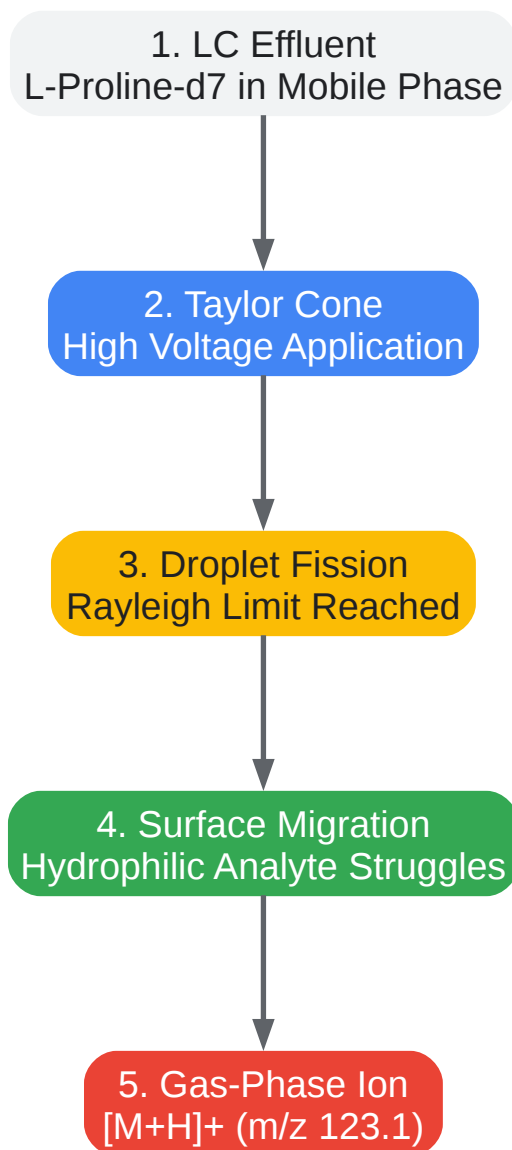 1. LC Effluent
L-Proline-d7 in Mobile Phase
2. Taylor Cone
High Voltage Application
3. Droplet Fission
Rayleigh Limit Reached
4. Surface Migration
Hydrophilic Analyte Struggles
5. Gas-Phase Ion
[M+H]+ (m/z 123.1)